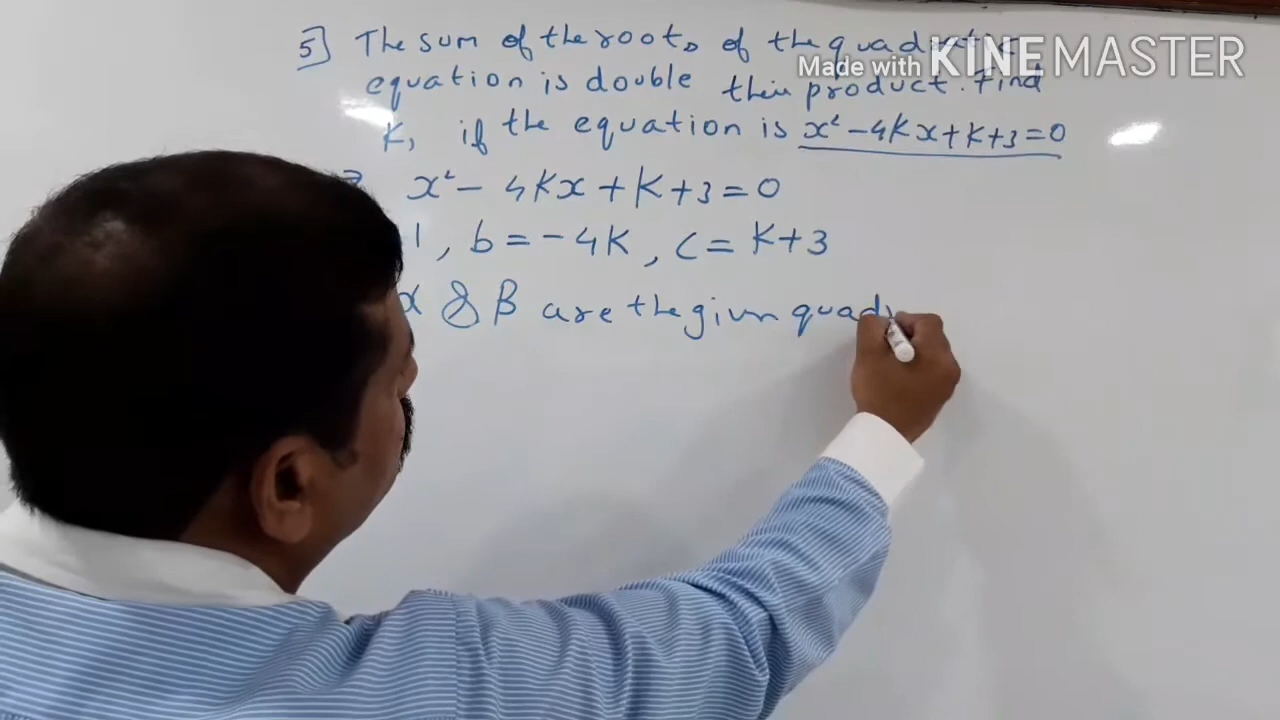 5] The sum of the roots of the quadratic
Made with KINEMASTER
equation is double their product. Find
K, if the equation is x² - 4Kx + K + 3 = 0
x² - 4Kx + K + 3 = 0
1, b = -4K, c = K + 3
α & β are the given quad